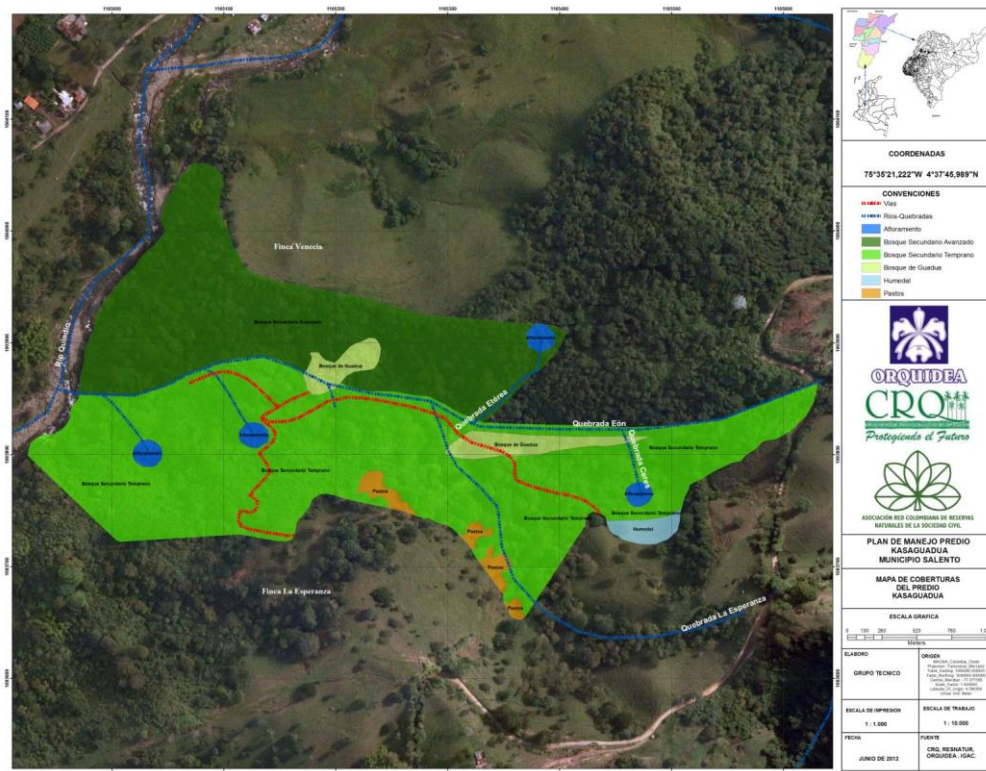 Finca Venecia
Río Quindío
Bosque Secundario Avanzado
Afloramiento
Bosque de Guadua
Quebrada Etérea
Quebrada Eón
Bosque de Guadua
Quebrada Ceres
Bosque Secundario Temprano
Afloramiento
Afloramiento
Bosque Secundario Temprano
Bosque Secundario Temprano
Pastos
Afloramiento
Bosque Secundario Temprano
Bosque Secundario Temprano
Humedal
Pastos
Pastos
Pastos
Finca La Esperanza
Quebrada La Esperanza
COORDENADAS
75°35'21,222"W 4°37'45,989"N
CONVENCIONES
Vias
Rios-Quebradas
Afloramiento
Bosque Secundario Avanzado
Bosque Secundario Temprano
Bosque de Guadua
Humedal
Pastos
ORQUIDEA
CRQ
Protegiendo el Futuro
ASOCIACIÓN RED COLOMBIANA DE RESERVAS
NATURALES DE LA SOCIEDAD CIVIL
PLAN DE MANEJO PREDIO
KASAGUADUA
MUNICIPIO SALENTO
MAPA DE COBERTURAS
DEL PREDIO
KASAGUADUA
ESCALA GRAFICA
Meters
ELABORO
GRUPO TECNICO
ORIGEN
ESCALA DE IMPRESION
1 : 1.000
ESCALA DE TRABAJO
1 : 10.000
FECHA
JUNIO DE 2012
FUENTE
CRQ, RESNATUR,
ORQUIDEA , IGAC.